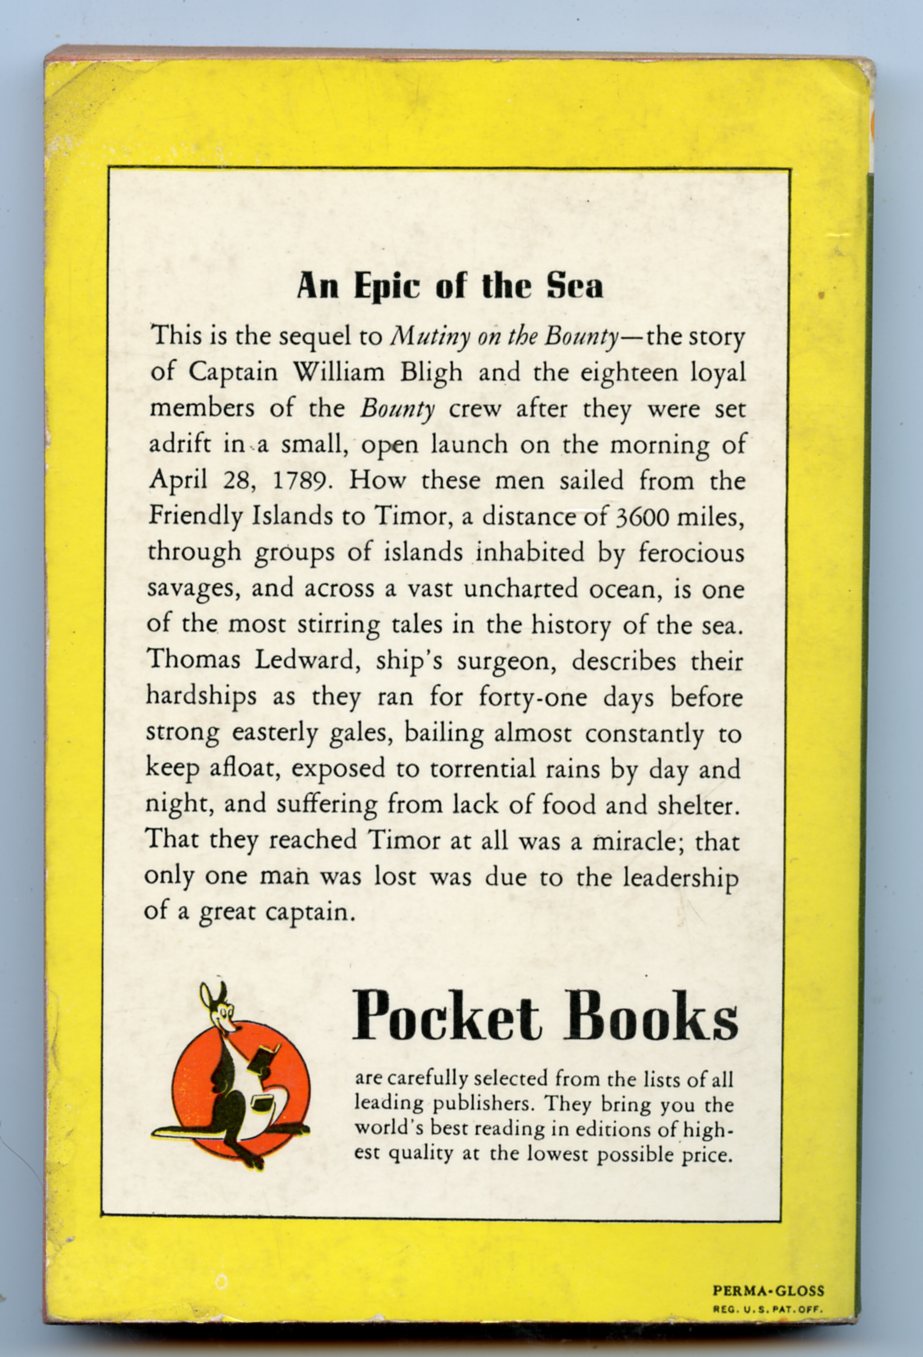 An Epic of the Sea
This is the sequel to Mutiny on the Bounty—the story
of Captain William Bligh and the eighteen loyal
members of the Bounty crew after they were set
adrift in a small, open launch on the morning of
April 28, 1789. How these men sailed from the
Friendly Islands to Timor, a distance of 3600 miles,
through groups of islands inhabited by ferocious
savages, and across a vast uncharted ocean, is one
of the most stirring tales in the history of the sea.
Thomas Ledward, ship's surgeon, describes their
hardships as they ran for forty-one days before
strong easterly gales, bailing almost constantly to
keep afloat, exposed to torrential rains by day and
night, and suffering from lack of food and shelter.
That they reached Timor at all was a miracle; that
only one man was lost was due to the leadership
of a great captain.
Pocket Books
are carefully selected from the lists of all
leading publishers. They bring you the
world's best reading in editions of high-
est quality at the lowest possible price.
PERMA-GLOSS
REG. U.S. PAT. OFF.